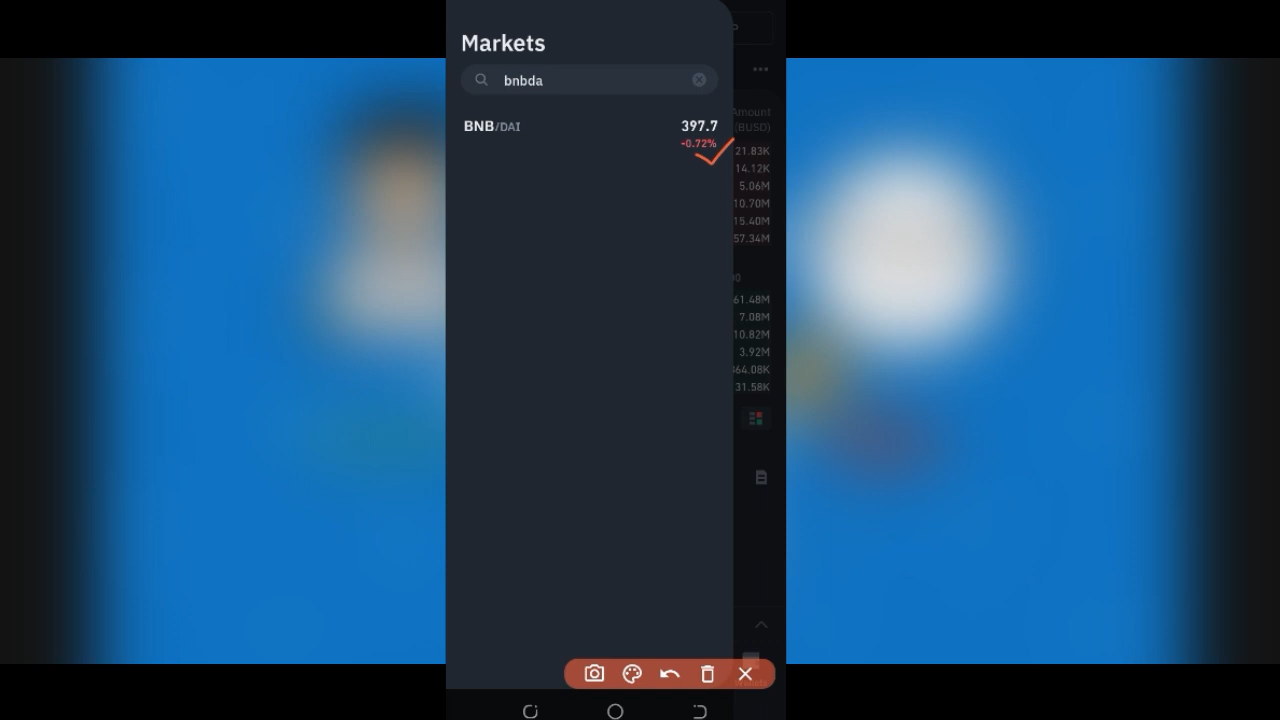 Markets
bnbda
BNB/DAI 397.7
-0.72%
Amount
(BUSD)
21.83K
14.12K
5.06M
10.70M
15.40M
57.34M
61.48M
7.08M
10.82M
3.92M
64.08K
31.58K